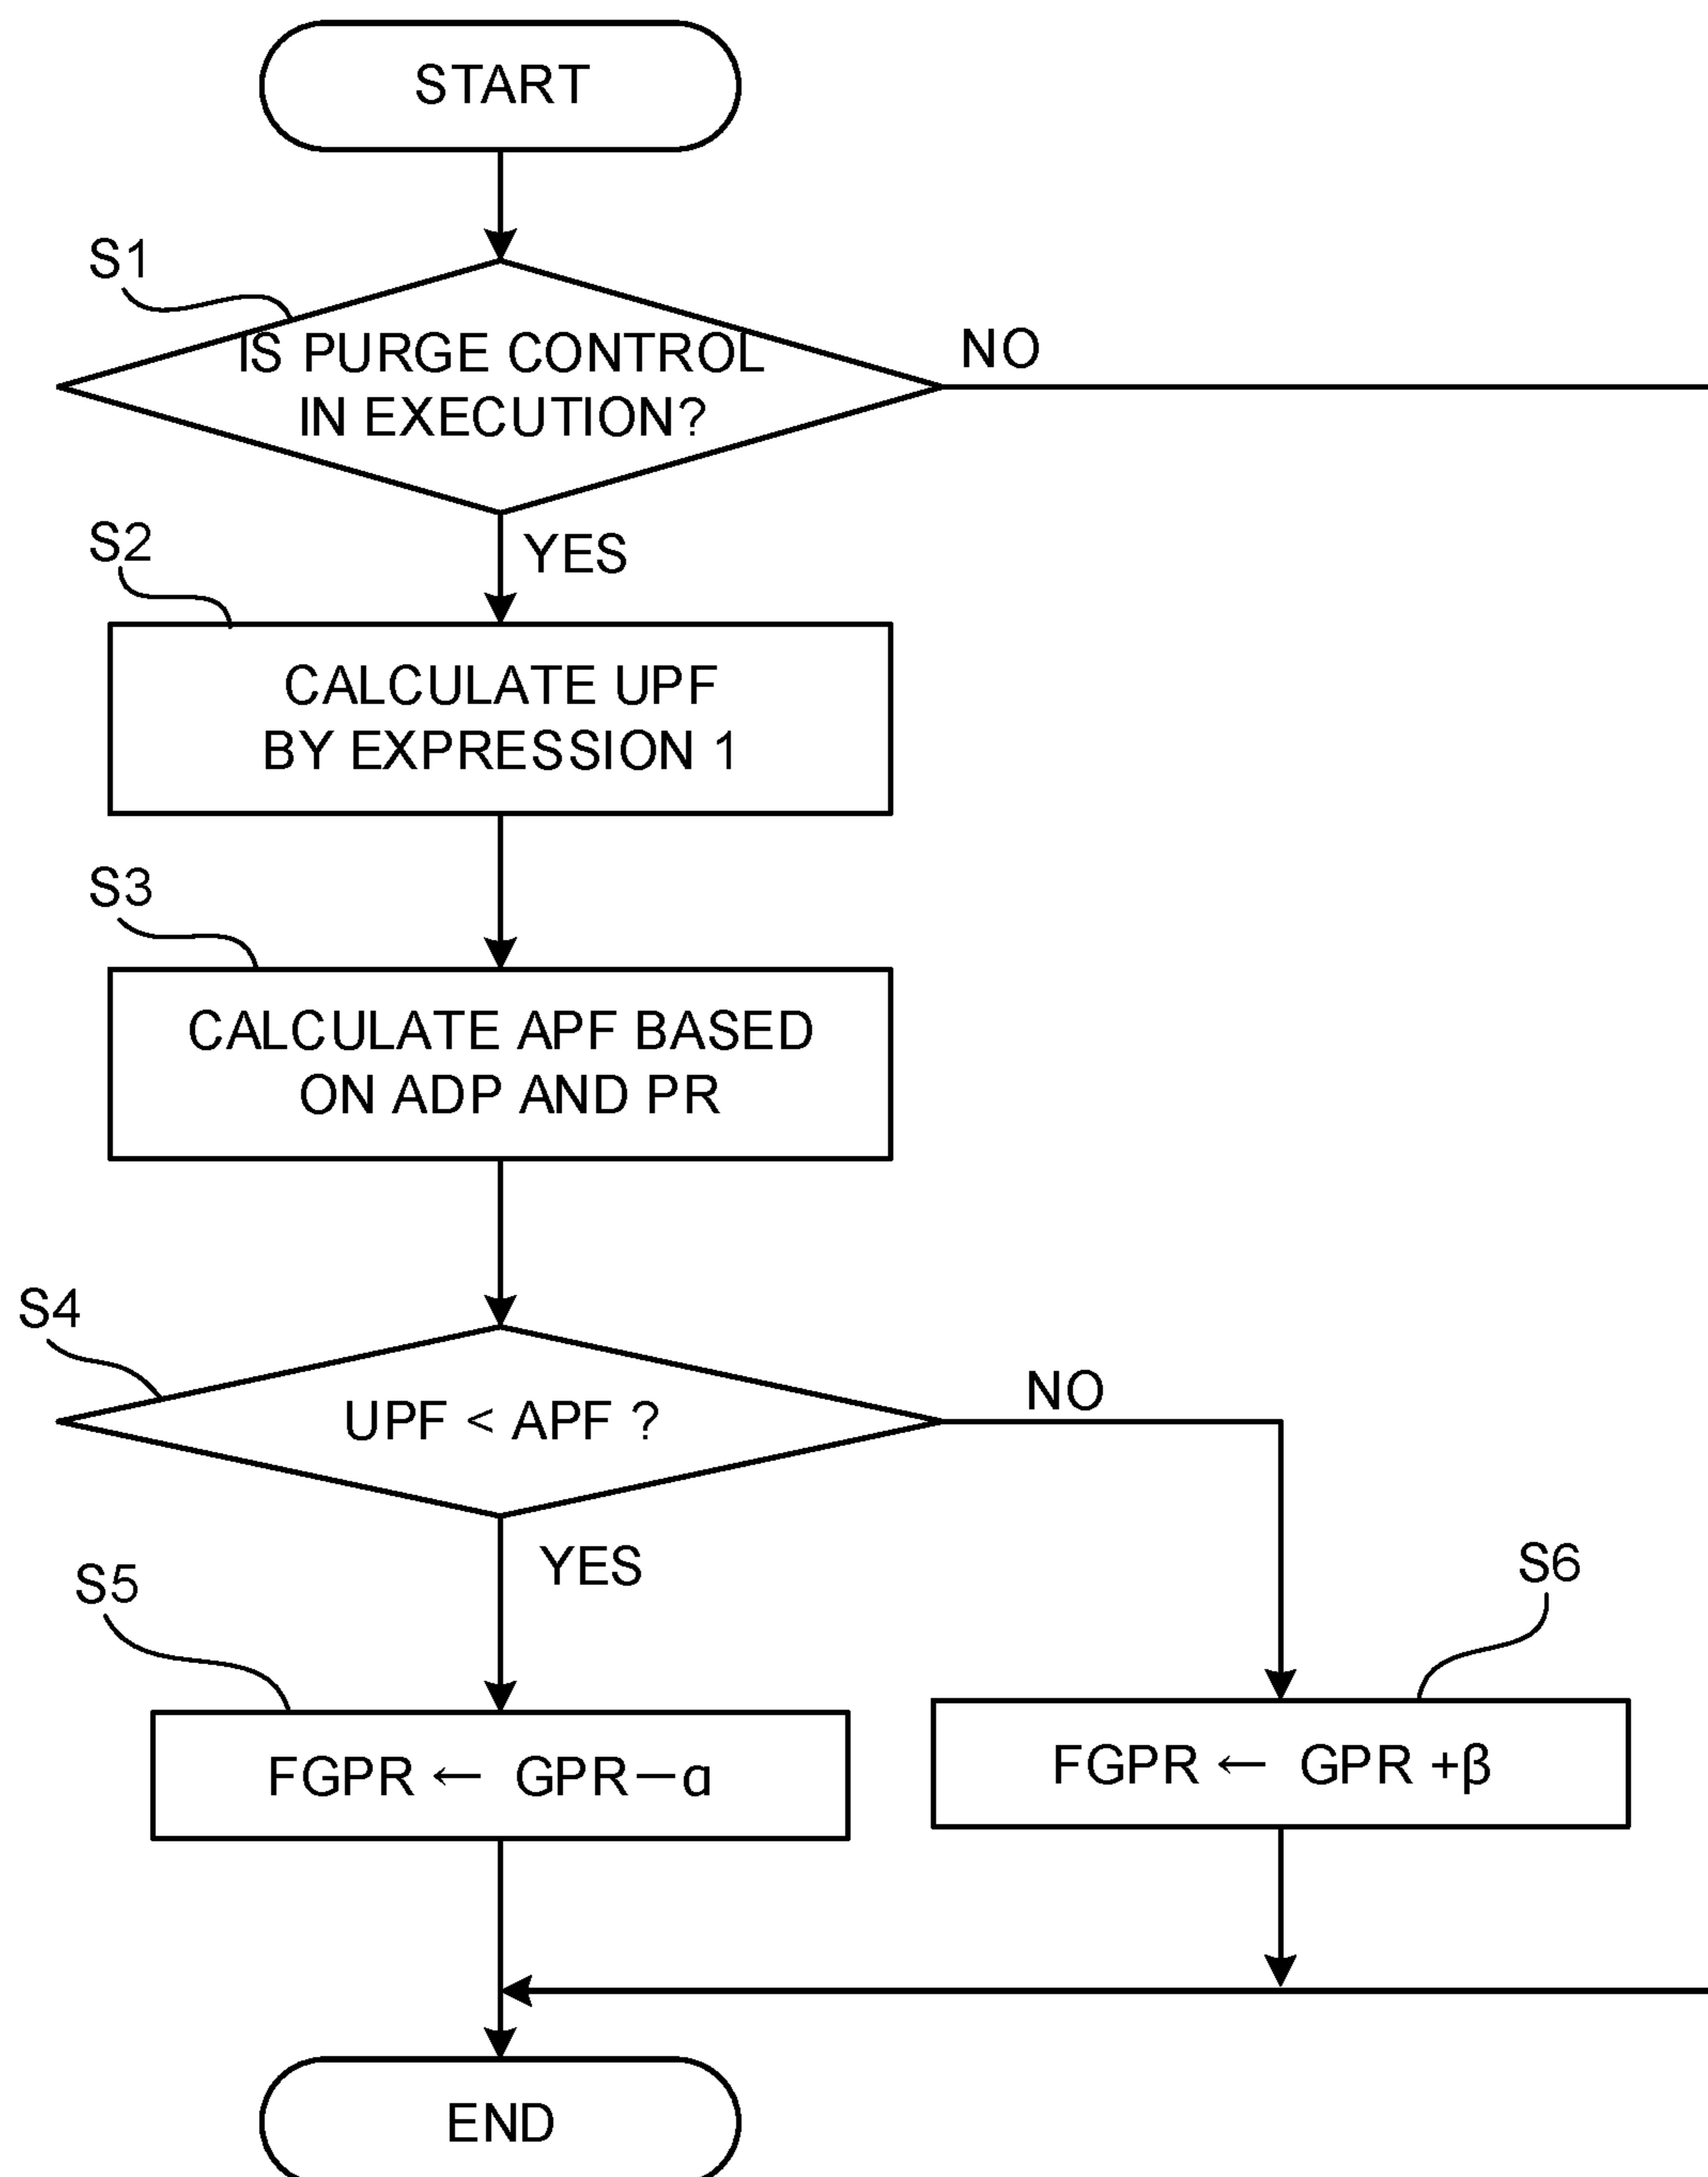 START
S1
IS PURGE CONTROL
IN EXECUTION?
NO
YES
S2
CALCULATE UPF
BY EXPRESSION 1
S3
CALCULATE APF BASED
ON ADP AND PR
S4
UPF < APF ?
NO
YES
S5
FGPR ← GPR—α
S6
FGPR ← GPR +β
END